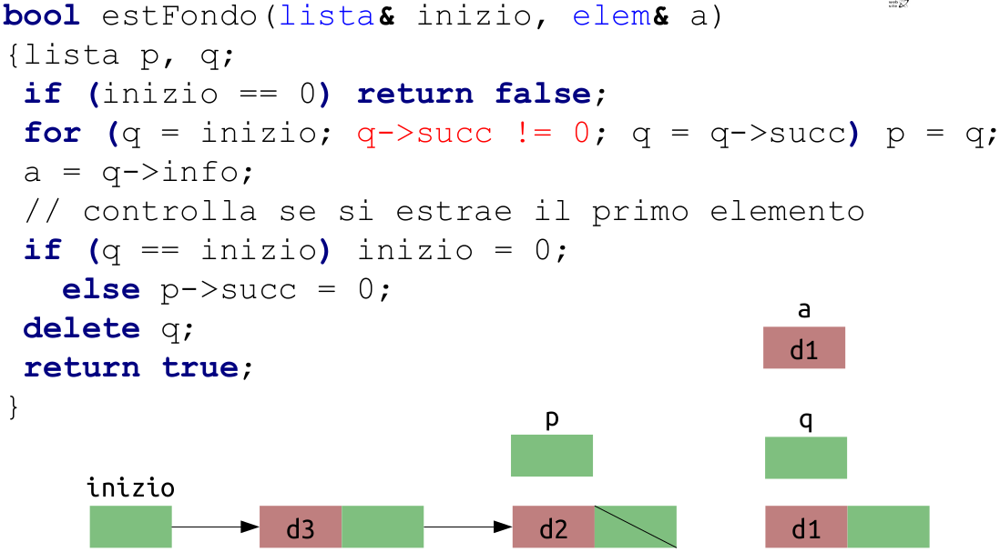 bool estFondo(lista& inizio, elem& a)
{lista p, q;
if (inizio == 0) return false;
for (q = inizio; q->succ != 0; q = q->succ) p = q;
a = q->info;
// controlla se si estrae il primo elemento
if (q == inizio) inizio = 0;
else p->succ = 0;
delete q;
return true;
}
a
d1
p
q
inizio
d3
d2
d1